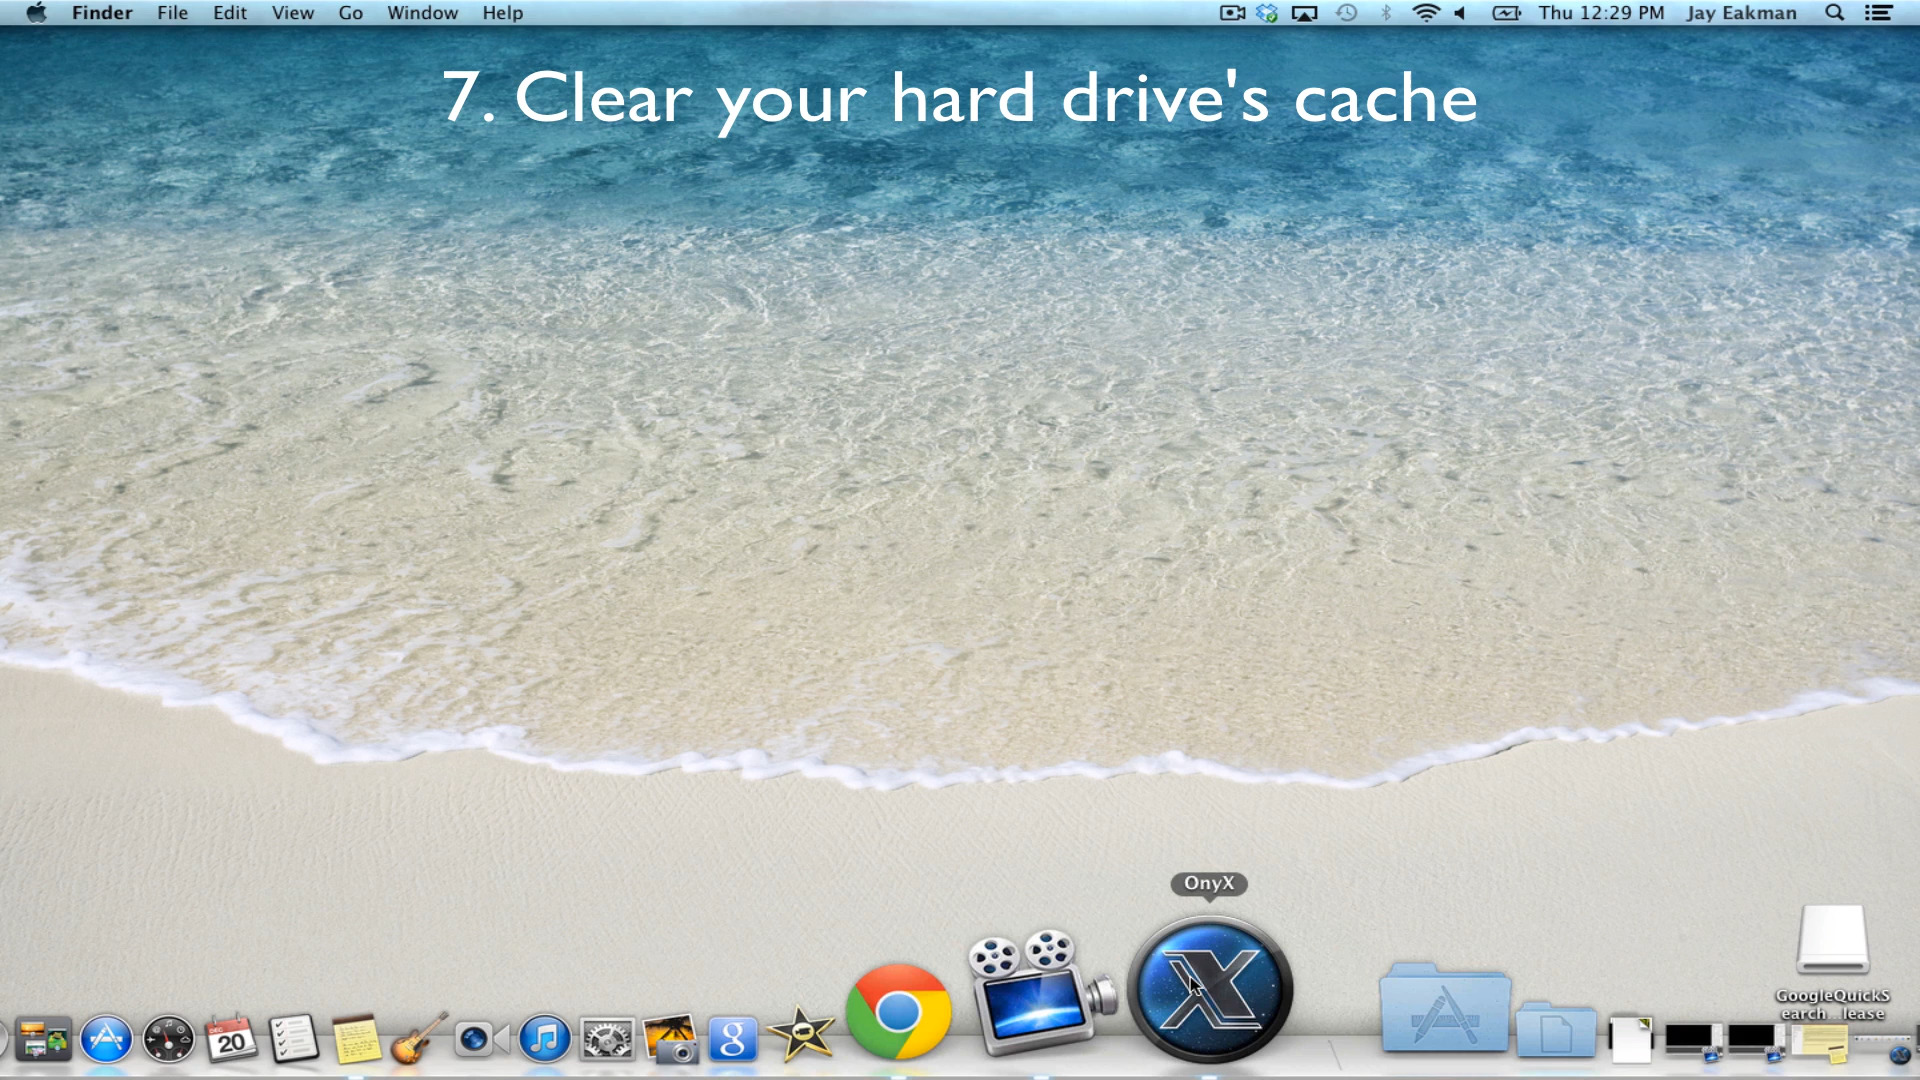 Finder File Edit View Go Window Help Thu 12:29 PM Jay Eakman
7. Clear your hard drive's cache
OnyX
GoogleQuickS
earch...lease
DEC
20
g